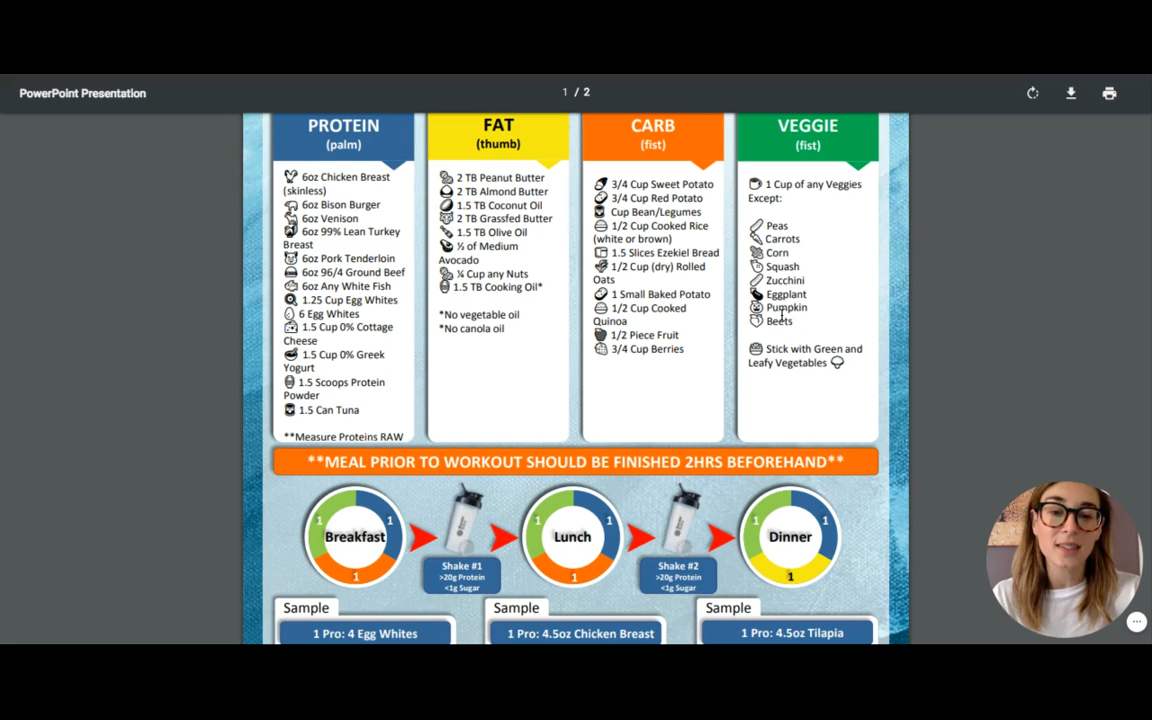 PowerPoint Presentation
1 / 2
PROTEIN
(palm)
6oz Chicken Breast
(skinless)
6oz Bison Burger
6oz Venison
6oz 99% Lean Turkey
Breast
6oz Pork Tenderloin
6oz 96/4 Ground Beef
6oz Any White Fish
1.25 Cup Egg Whites
6 Egg Whites
1.5 Cup 0% Cottage
Cheese
1.5 Cup 0% Greek
Yogurt
1.5 Scoops Protein
Powder
1.5 Can Tuna
**Measure Proteins RAW
FAT
(thumb)
2 TB Peanut Butter
2 TB Almond Butter
1.5 TB Coconut Oil
2 TB Grassfed Butter
1.5 TB Olive Oil
½ of Medium
Avocado
¼ Cup any Nuts
1.5 TB Cooking Oil*
*No vegetable oil
*No canola oil
CARB
(fist)
3/4 Cup Sweet Potato
3/4 Cup Red Potato
Cup Bean/Legumes
1/2 Cup Cooked Rice
(white or brown)
1.5 Slices Ezekiel Bread
1/2 Cup (dry) Rolled
Oats
1 Small Baked Potato
1/2 Cup Cooked
Quinoa
1/2 Piece Fruit
3/4 Cup Berries
VEGGIE
(fist)
1 Cup of any Veggies
Except:
Peas
Carrots
Corn
Squash
Zucchini
Eggplant
Pumpkin
Beets
Stick with Green and
Leafy Vegetables
**MEAL PRIOR TO WORKOUT SHOULD BE FINISHED 2HRS BEFOREHAND**
1 1
Breakfast
1
Shake #1
>20g Protein
<1g Sugar
1 1
Lunch
1
Shake #2
>20g Protein
<1g Sugar
1 1
Dinner
1
Sample
1 Pro: 4 Egg Whites
Sample
1 Pro: 4.5oz Chicken Breast
Sample
1 Pro: 4.5oz Tilapia